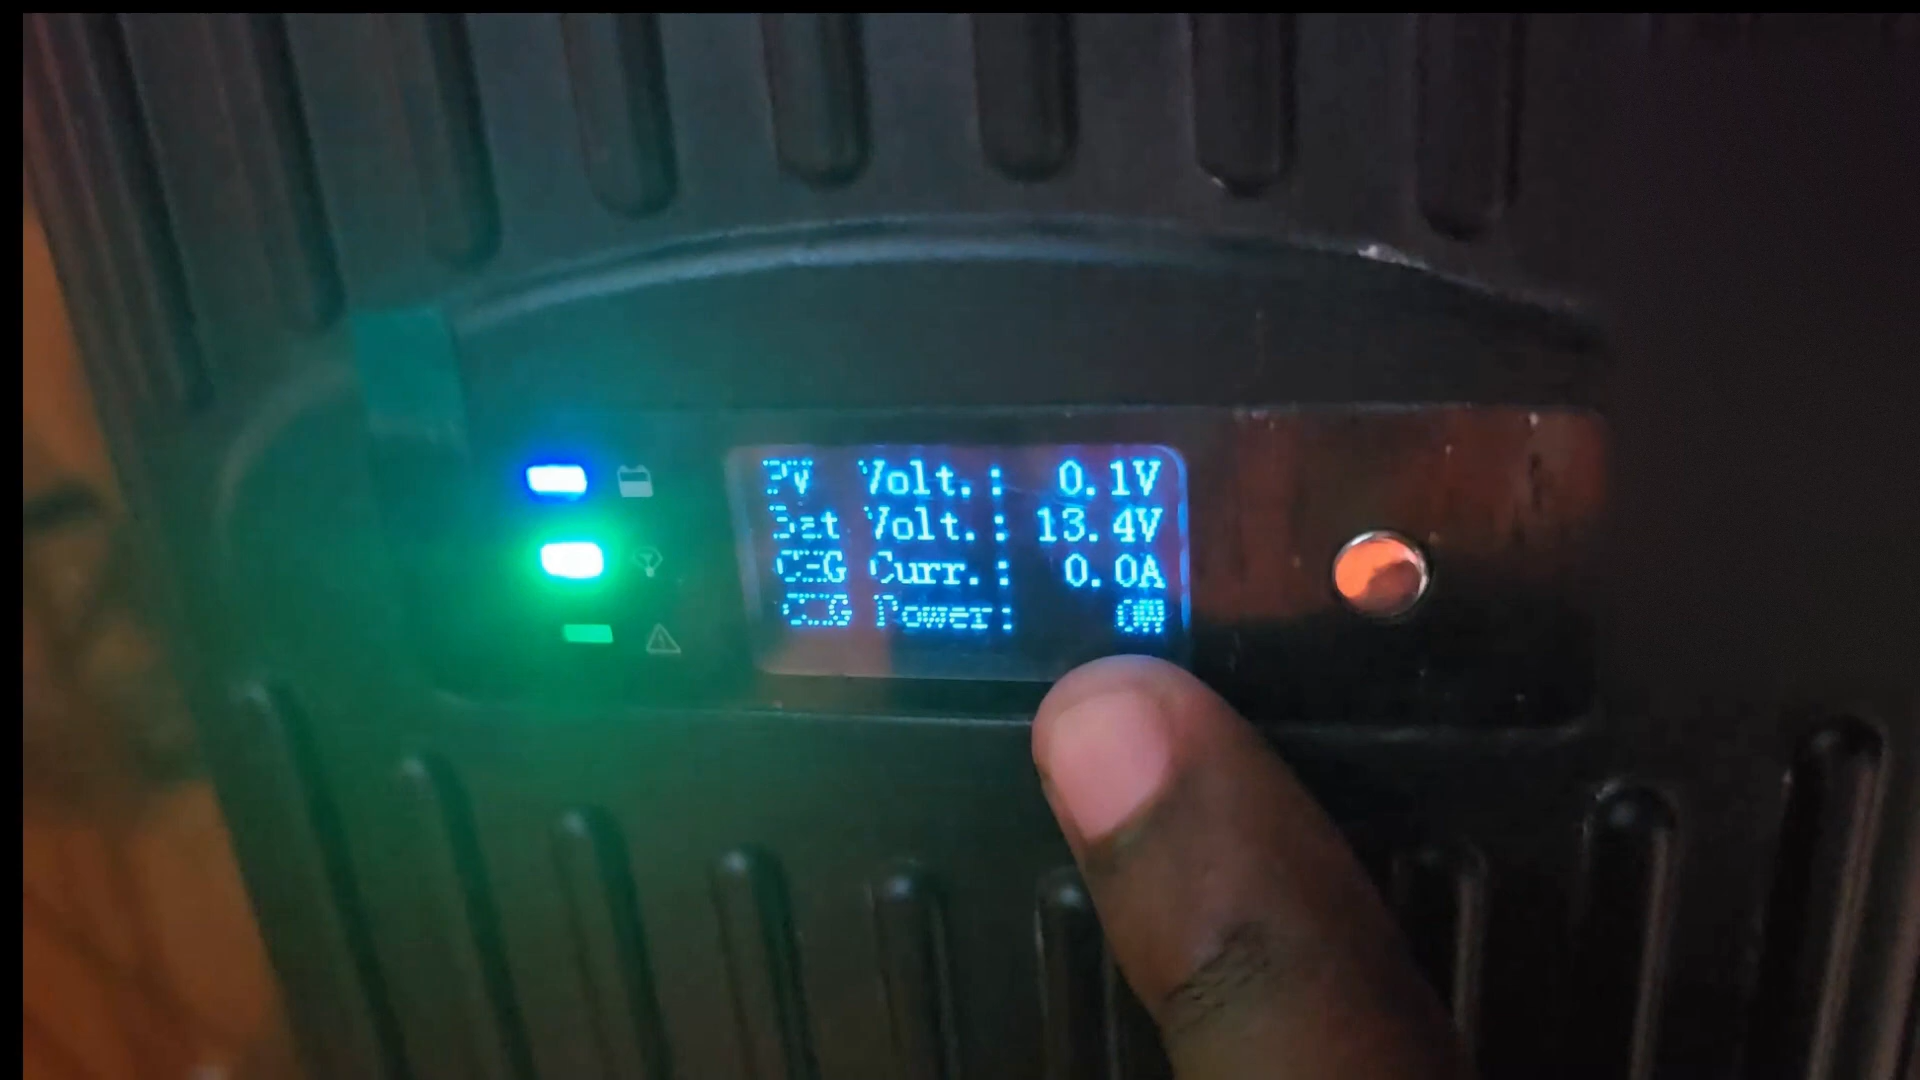 PV Volt.: 0.1V
Bat Volt.: 13.4V
CHG Curr.: 0.0A
CHG Power: 0W